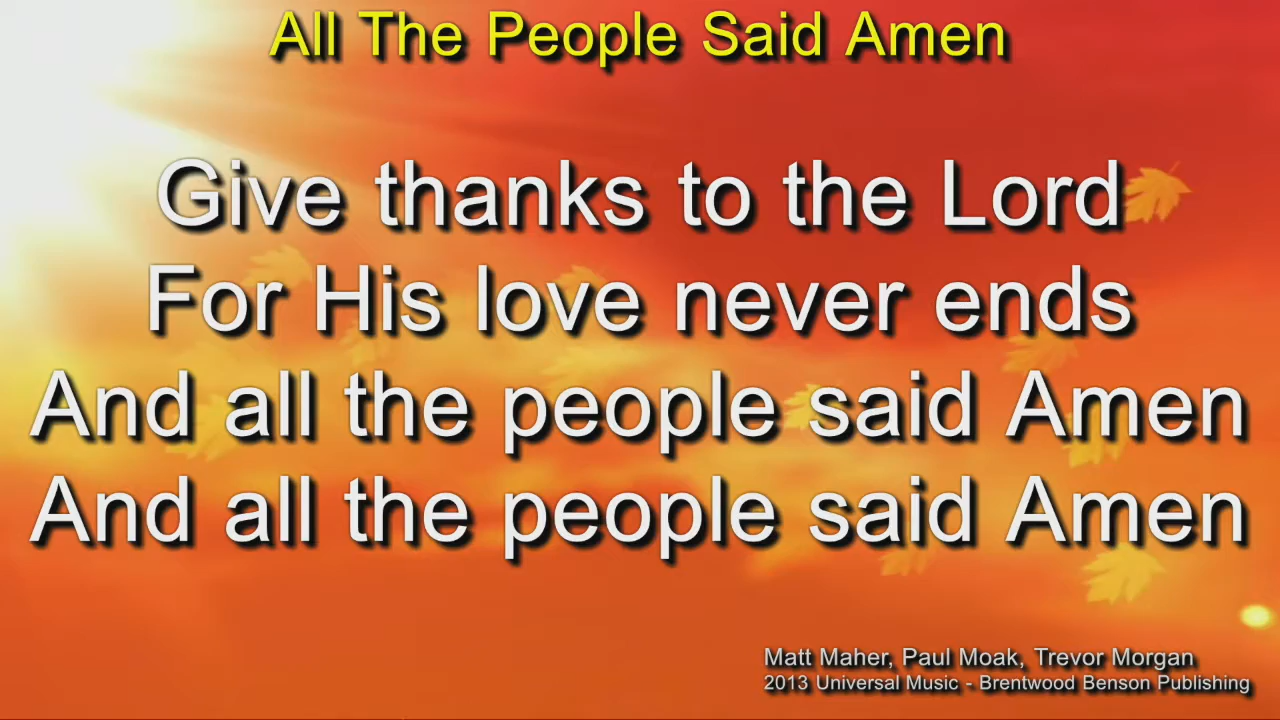 All The People Said Amen
Give thanks to the Lord
For His love never ends
And all the people said Amen
And all the people said Amen
Matt Maher, Paul Moak, Trevor Morgan
2013 Universal Music - Brentwood Benson Publishing